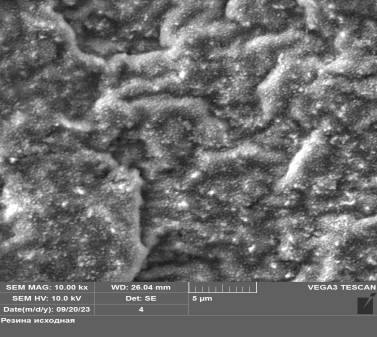 SEM MAG: 10.00 kx WD: 26.04 mm VEGA3 TESCAN
SEM HV: 10.0 kV Det: SE 5 µm
Date(m/d/y): 09/20/23 4
Резина исходная